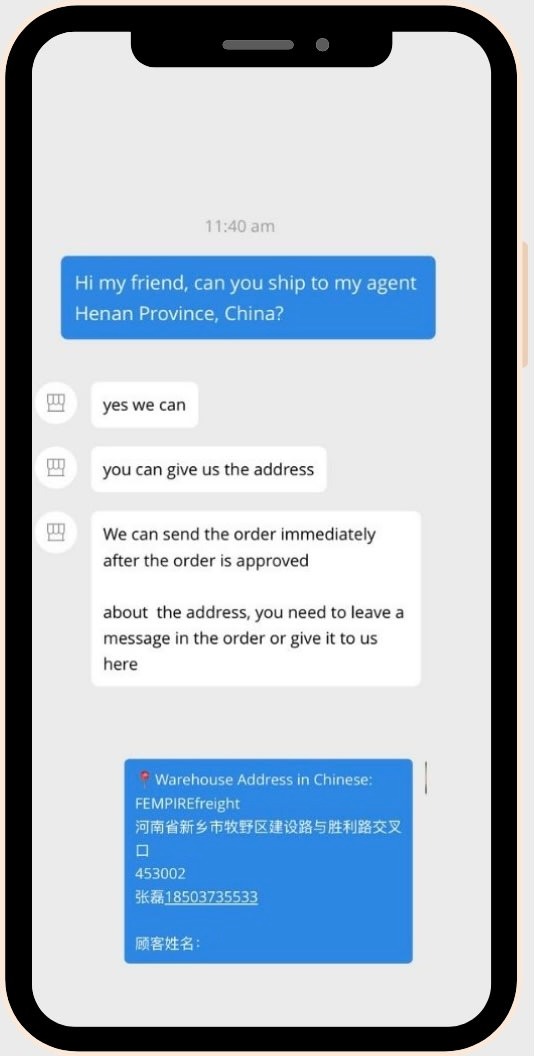 11:40 am
Hi my friend, can you ship to my agent
Henan Province, China?
yes we can
you can give us the address
We can send the order immediately
after the order is approved
about  the address, you need to leave a
message in the order or give it to us
here
📍Warehouse Address in Chinese:
FEMPIREfreight
河南省新乡市牧野区建设路与胜利路交叉
口
453002
张磊18503735533
顾客姓名：